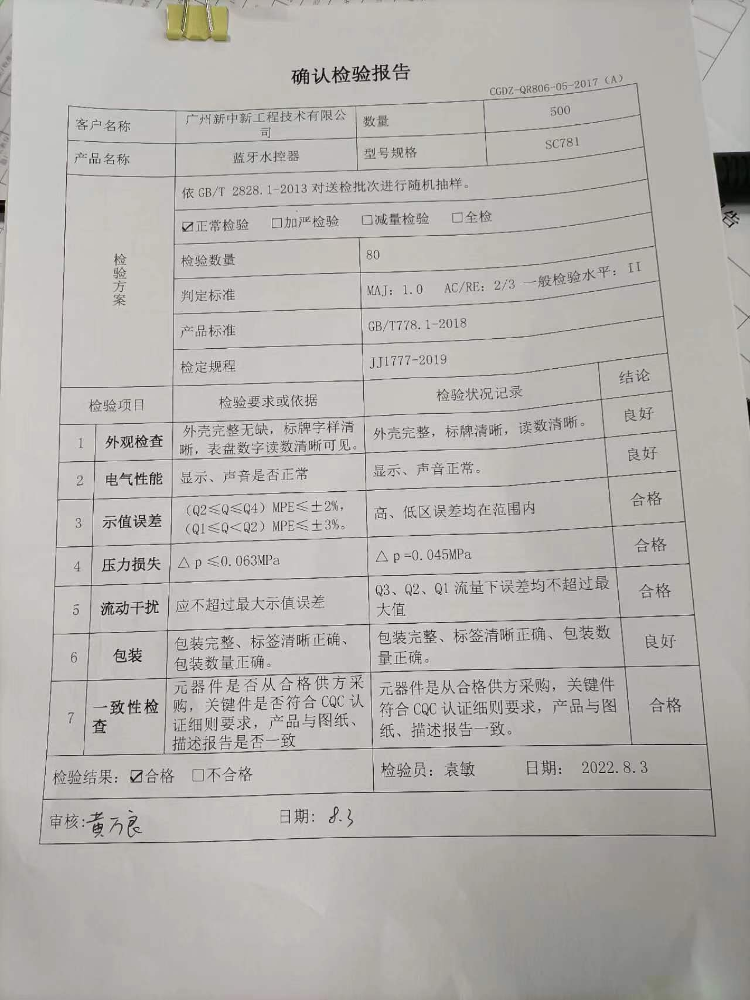 确认检验报告
CGDZ-QR806-05-2017（A）
客户名称
广州新中新工程技术有限公
司
数量
500
产品名称
蓝牙水控器
型号规格
SC781
检验方案
依 GB/T 2828.1-2013 对送检批次进行随机抽样。
☑正常检验 □加严检验 □减量检验 □全检
检验数量
80
判定标准
MAJ：1.0 AC/RE：2/3 一般检验水平：II
产品标准
GB/T778.1-2018
检定规程
JJ1777-2019
检验项目
检验要求或依据
检验状况记录
结论
1
外观检查
外壳完整无缺，标牌字样清
晰，表盘数字读数清晰可见。
外壳完整，标牌清晰，读数清晰。
良好
2
电气性能
显示、声音是否正常
显示、声音正常。
良好
3
示值误差
（Q2≤Q≤Q4）MPE≤±2%，
（Q1≤Q＜Q2）MPE≤±3%。
高、低区误差均在范围内
合格
4
压力损失
△p≤0.063MPa
△p=0.045MPa
合格
5
流动干扰
应不超过最大示值误差
Q3、Q2、Q1 流量下误差均不超过最
大值
合格
6
包装
包装完整、标签清晰正确、
包装数量正确。
包装完整、标签清晰正确、包装数
量正确。
良好
7
一致性检
查
元器件是否从合格供方采
购，关键件是否符合 CQC 认
证细则要求，产品与图纸、
描述报告是否一致
元器件是从合格供方采购，关键件
符合 CQC 认证细则要求，产品与图
纸、描述报告一致。
合格
检验结果：☑合格 □不合格
检验员：袁敏 日期： 2022.8.3
审核:黄万良 日期: 8.3
告